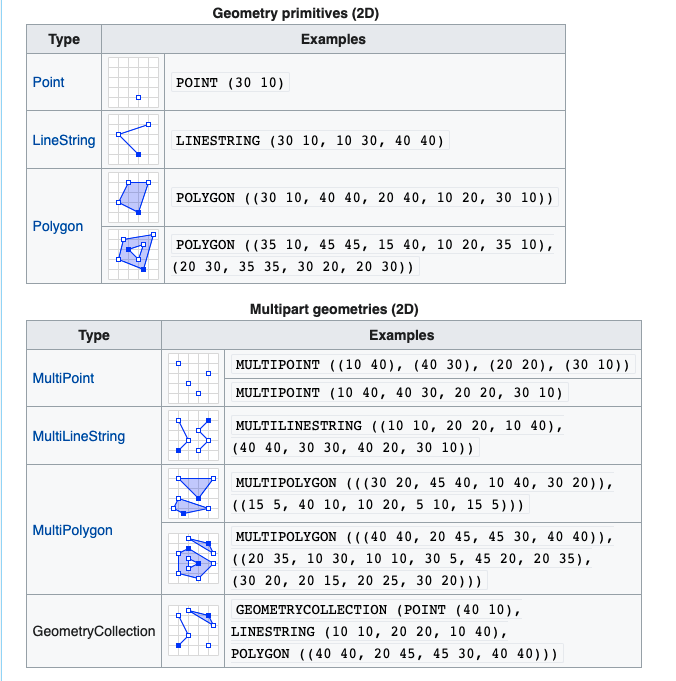 Geometry primitives (2D)
Type Examples
Point POINT (30 10)
LineString LINESTRING (30 10, 10 30, 40 40)
Polygon
POLYGON ((30 10, 40 40, 20 40, 10 20, 30 10))
POLYGON ((35 10, 45 45, 15 40, 10 20, 35 10),
(20 30, 35 35, 30 20, 20 30))
Multipart geometries (2D)
Type Examples
MultiPoint
MULTIPOINT ((10 40), (40 30), (20 20), (30 10))
MULTIPOINT (10 40, 40 30, 20 20, 30 10)
MultiLineString
MULTILINESTRING ((10 10, 20 20, 10 40),
(40 40, 30 30, 40 20, 30 10))
MultiPolygon
MULTIPOLYGON (((30 20, 45 40, 10 40, 30 20)),
((15 5, 40 10, 10 20, 5 10, 15 5)))
MULTIPOLYGON (((40 40, 20 45, 45 30, 40 40)),
((20 35, 10 30, 10 10, 30 5, 45 20, 20 35),
(30 20, 20 15, 20 25, 30 20)))
GeometryCollection
GEOMETRYCOLLECTION (POINT (40 10),
LINESTRING (10 10, 20 20, 10 40),
POLYGON ((40 40, 20 45, 45 30, 40 40)))